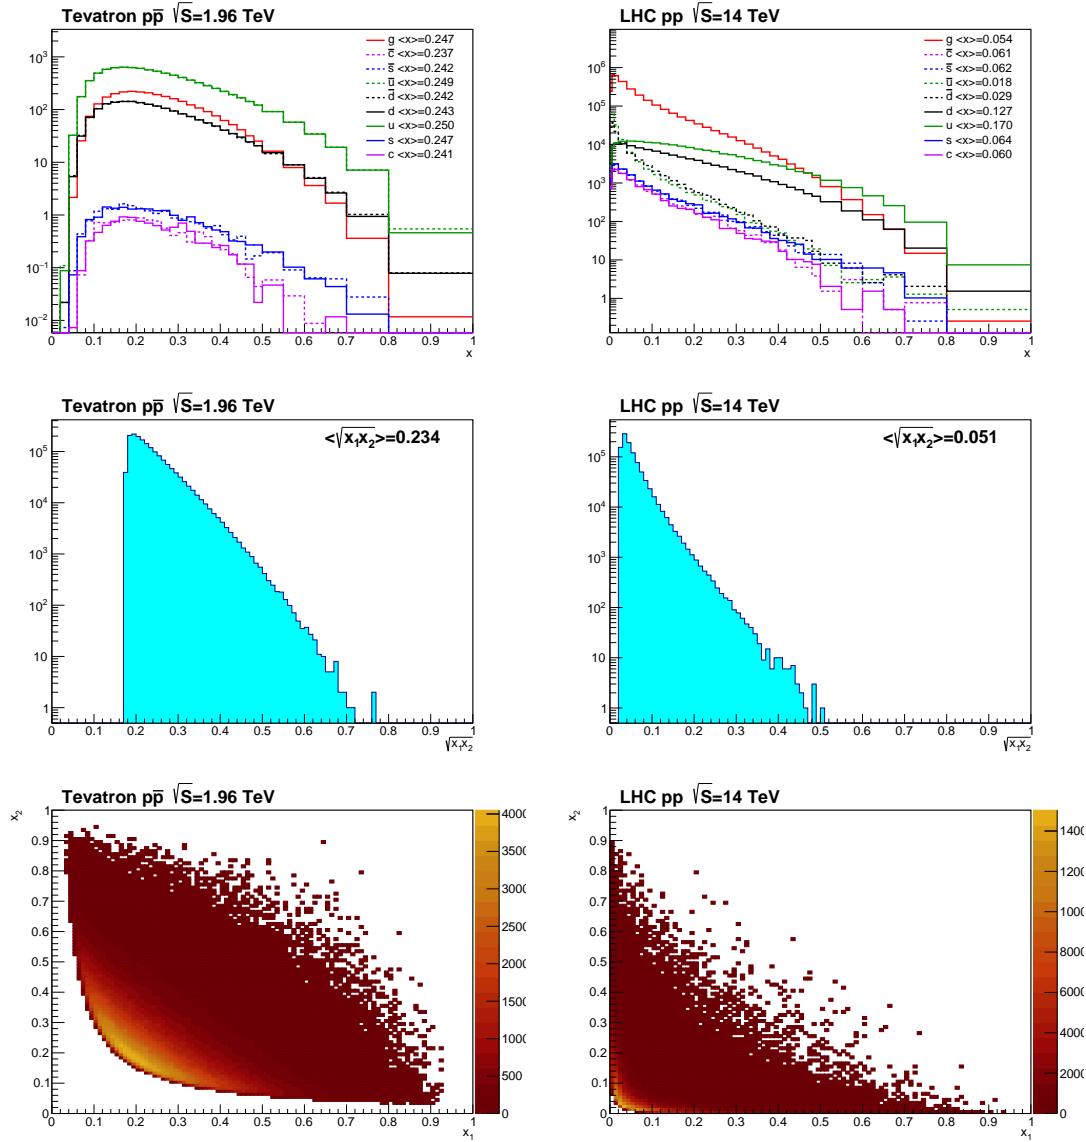 Tevatron pp̅ √S=1.96 TeV
g <x>=0.247
c̅ <x>=0.237
s̅ <x>=0.242
u̅ <x>=0.249
d̅ <x>=0.242
d <x>=0.243
u <x>=0.250
s <x>=0.247
c <x>=0.241
10³
10²
10
1
10⁻¹
10⁻²
0 0.1 0.2 0.3 0.4 0.5 0.6 0.7 0.8 0.9 1
x
LHC pp √S=14 TeV
g <x>=0.054
c̅ <x>=0.061
s̅ <x>=0.062
u̅ <x>=0.018
d̅ <x>=0.029
d <x>=0.127
u <x>=0.170
s <x>=0.064
c <x>=0.060
10⁶
10⁵
10⁴
10³
10²
10
1
0 0.1 0.2 0.3 0.4 0.5 0.6 0.7 0.8 0.9 1
x
Tevatron pp̅ √S=1.96 TeV
<√x₁x₂>=0.234
10⁵
10⁴
10³
10²
10
1
0 0.1 0.2 0.3 0.4 0.5 0.6 0.7 0.8 0.9 1
√x₁x₂
LHC pp √S=14 TeV
<√x₁x₂>=0.051
10⁵
10⁴
10³
10²
10
1
0 0.1 0.2 0.3 0.4 0.5 0.6 0.7 0.8 0.9 1
√x₁x₂
Tevatron pp̅ √S=1.96 TeV
x₂
1
0.9
0.8
0.7
0.6
0.5
0.4
0.3
0.2
0.1
0
0 0.1 0.2 0.3 0.4 0.5 0.6 0.7 0.8 0.9 1
x₁
4000
3500
3000
2500
2000
1500
1000
500
0
LHC pp √S=14 TeV
x₂
1
0.9
0.8
0.7
0.6
0.5
0.4
0.3
0.2
0.1
0
0 0.1 0.2 0.3 0.4 0.5 0.6 0.7 0.8 0.9 1
x₁
8000
6000
4000
2000
0